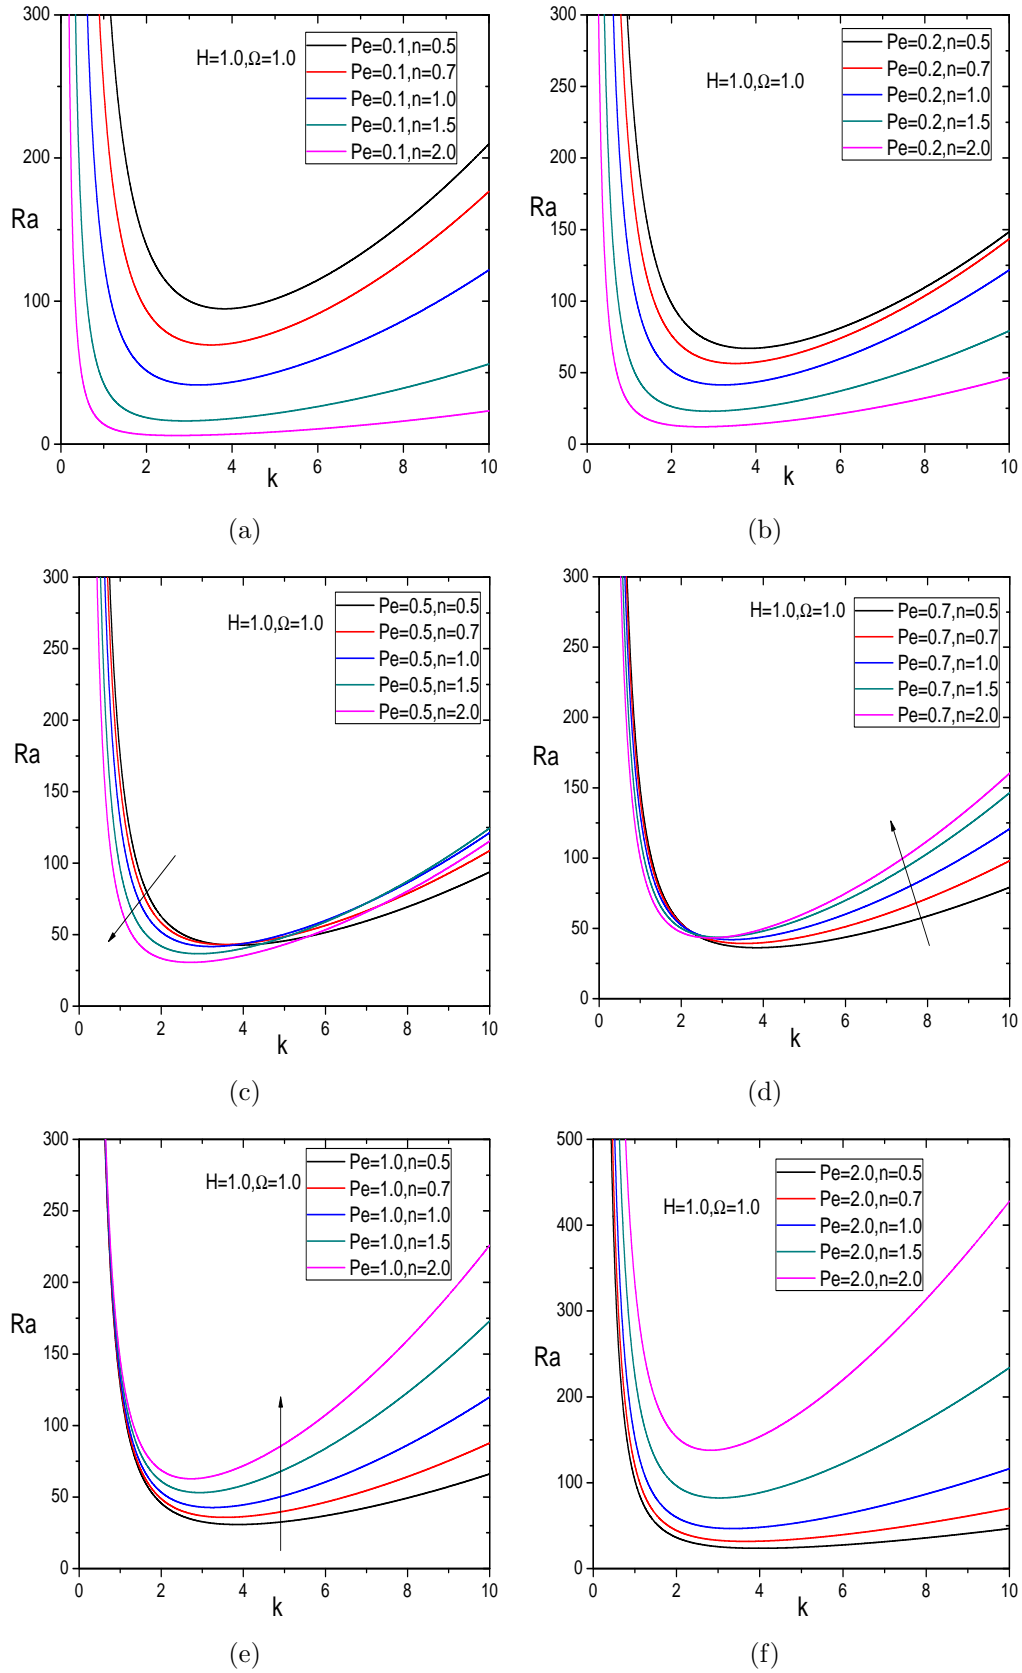 300
250
200
150
100
50
0
Ra
H=1.0,Ω=1.0
Pe=0.1,n=0.5
Pe=0.1,n=0.7
Pe=0.1,n=1.0
Pe=0.1,n=1.5
Pe=0.1,n=2.0
0 2 4 6 8 10
k
(a)
300
250
200
150
100
50
0
Ra
H=1.0,Ω=1.0
Pe=0.2,n=0.5
Pe=0.2,n=0.7
Pe=0.2,n=1.0
Pe=0.2,n=1.5
Pe=0.2,n=2.0
0 1 2 3 4 5 6 7 8 9 10
k
(b)
300
250
200
150
100
50
0
Ra
H=1.0,Ω=1.0
Pe=0.5,n=0.5
Pe=0.5,n=0.7
Pe=0.5,n=1.0
Pe=0.5,n=1.5
Pe=0.5,n=2.0
0 2 4 6 8 10
k
(c)
300
250
200
150
100
50
0
Ra
H=1.0,Ω=1.0
Pe=0.7,n=0.5
Pe=0.7,n=0.7
Pe=0.7,n=1.0
Pe=0.7,n=1.5
Pe=0.7,n=2.0
0 2 4 6 8 10
k
(d)
300
250
200
150
100
50
0
Ra
H=1.0,Ω=1.0
Pe=1.0,n=0.5
Pe=1.0,n=0.7
Pe=1.0,n=1.0
Pe=1.0,n=1.5
Pe=1.0,n=2.0
0 2 4 6 8 10
k
(e)
500
400
300
200
100
0
Ra
H=1.0,Ω=1.0
Pe=2.0,n=0.5
Pe=2.0,n=0.7
Pe=2.0,n=1.0
Pe=2.0,n=1.5
Pe=2.0,n=2.0
0 2 4 6 8 10
k
(f)